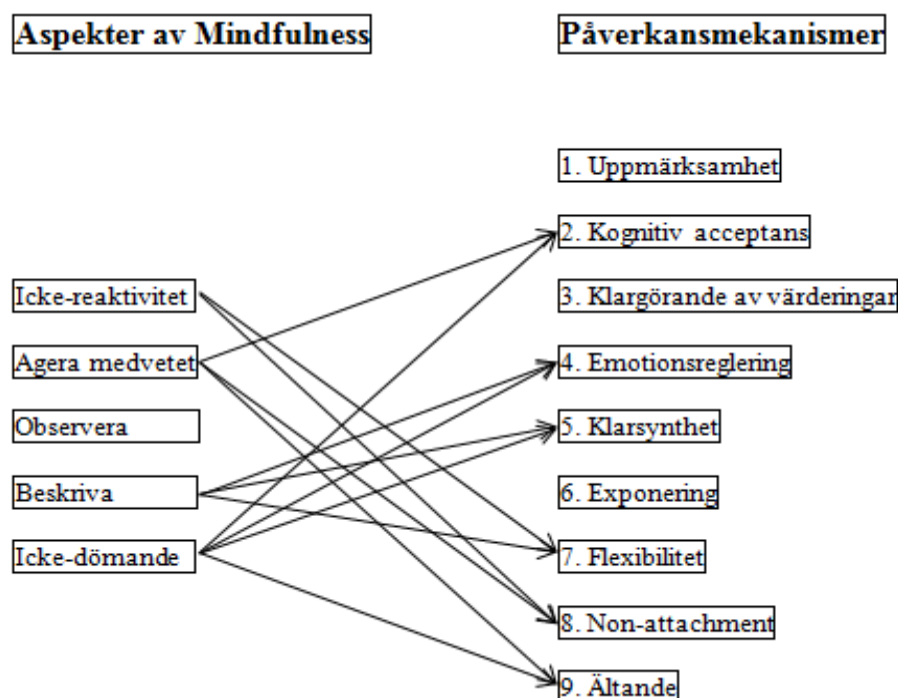 Aspekter av Mindfulness
Påverkansmekanismer
1. Uppmärksamhet
2. Kognitiv acceptans
Icke-reaktivitet
3. Klargörande av värderingar
Agera medvetet
4. Emotionsreglering
Observera
5. Klarsynthet
Beskriva
6. Exponering
Icke-dömande
7. Flexibilitet
8. Non-attachment
9. Ältande